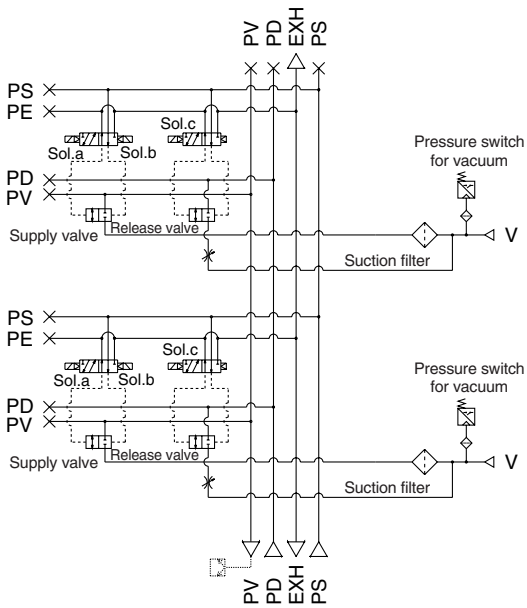 PV PD EXH PS
PS
PE
Sol.c
Sol.a Sol.b
Pressure switch
for vacuum
PD
PV
Supply valve Release valve
V
Suction filter
PS
PE
Sol.c
Sol.a Sol.b
Pressure switch
for vacuum
PD
PV
Supply valve Release valve
V
Suction filter
PV PD EXH PS